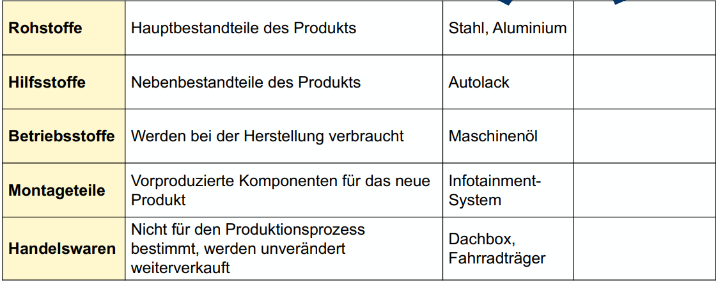 Rohstoffe
Hauptbestandteile des Produkts
Stahl, Aluminium
Hilfsstoffe
Nebenbestandteile des Produkts
Autolack
Betriebsstoffe
Werden bei der Herstellung verbraucht
Maschinenöl
Montageteile
Vorproduzierte Komponenten für das neue
Produkt
Infotainment-
System
Handelswaren
Nicht für den Produktionsprozess
bestimmt, werden unverändert
weiterverkauft
Dachbox,
Fahrradträger